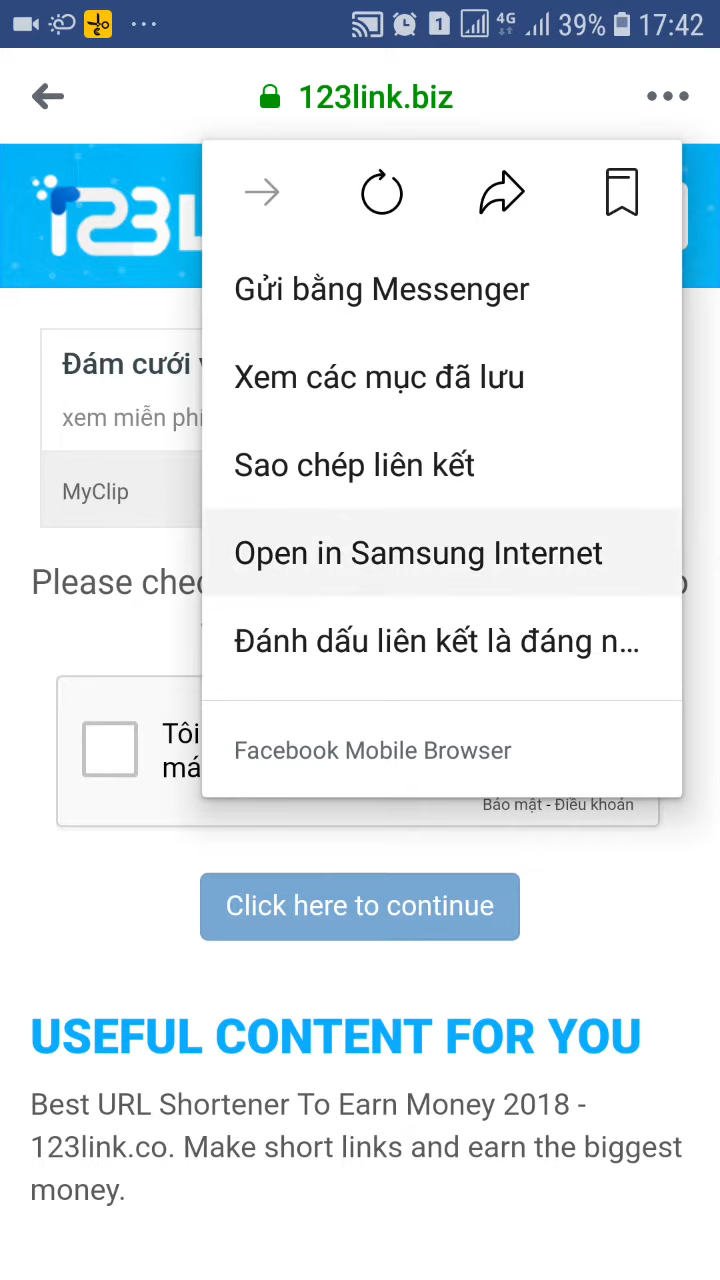 1 4G 39% 17:42
123link.biz
123L
Gửi bằng Messenger
Xem các mục đã lưu
Sao chép liên kết
Open in Samsung Internet
Đánh dấu liên kết là đáng n...
Facebook Mobile Browser
Đám cưới
xem miễn phí
MyClip
Please
Tôi
má
Bảo mật - Điều khoản
Click here to continue
USEFUL CONTENT FOR YOU
Best URL Shortener To Earn Money 2018 -
123link.co. Make short links and earn the biggest
money.